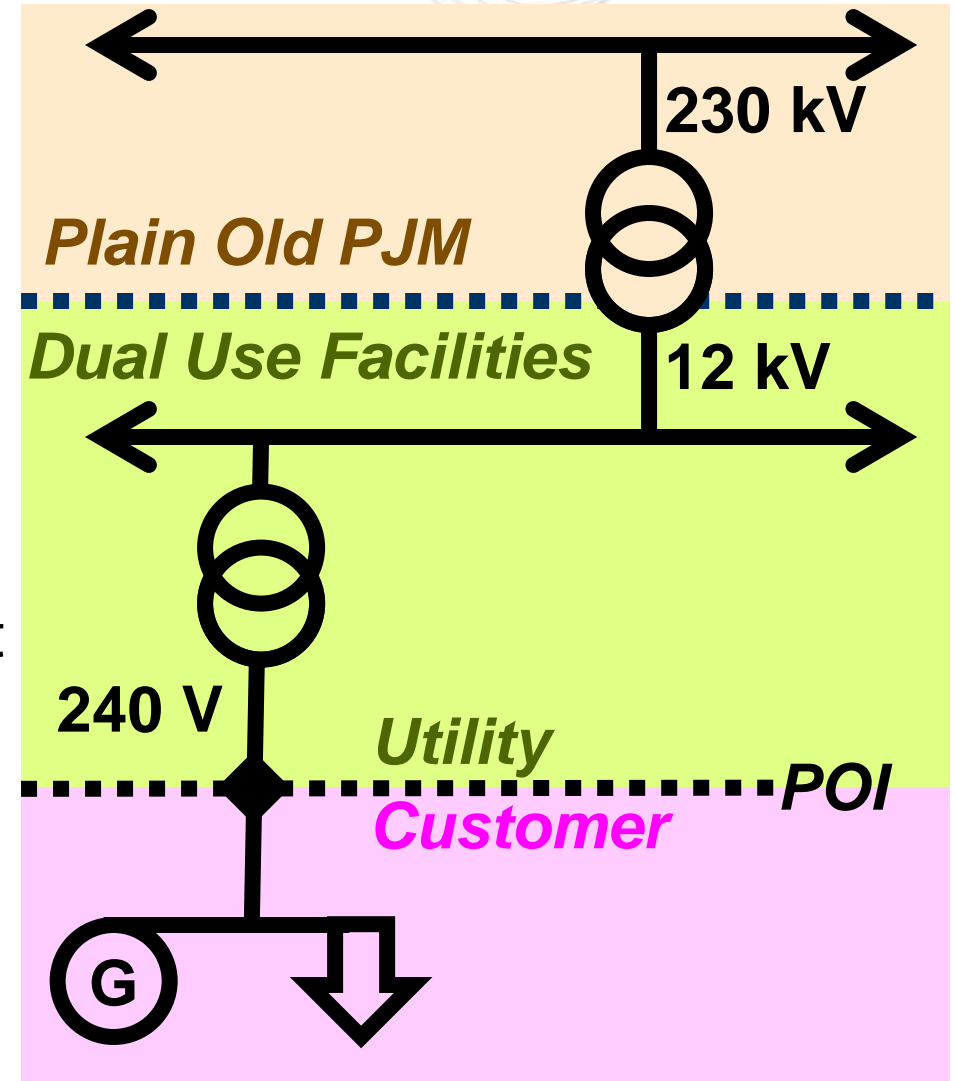 230 kV
Plain Old PJM
Dual Use Facilities
12 kV
240 V
Utility
POI
Customer
G